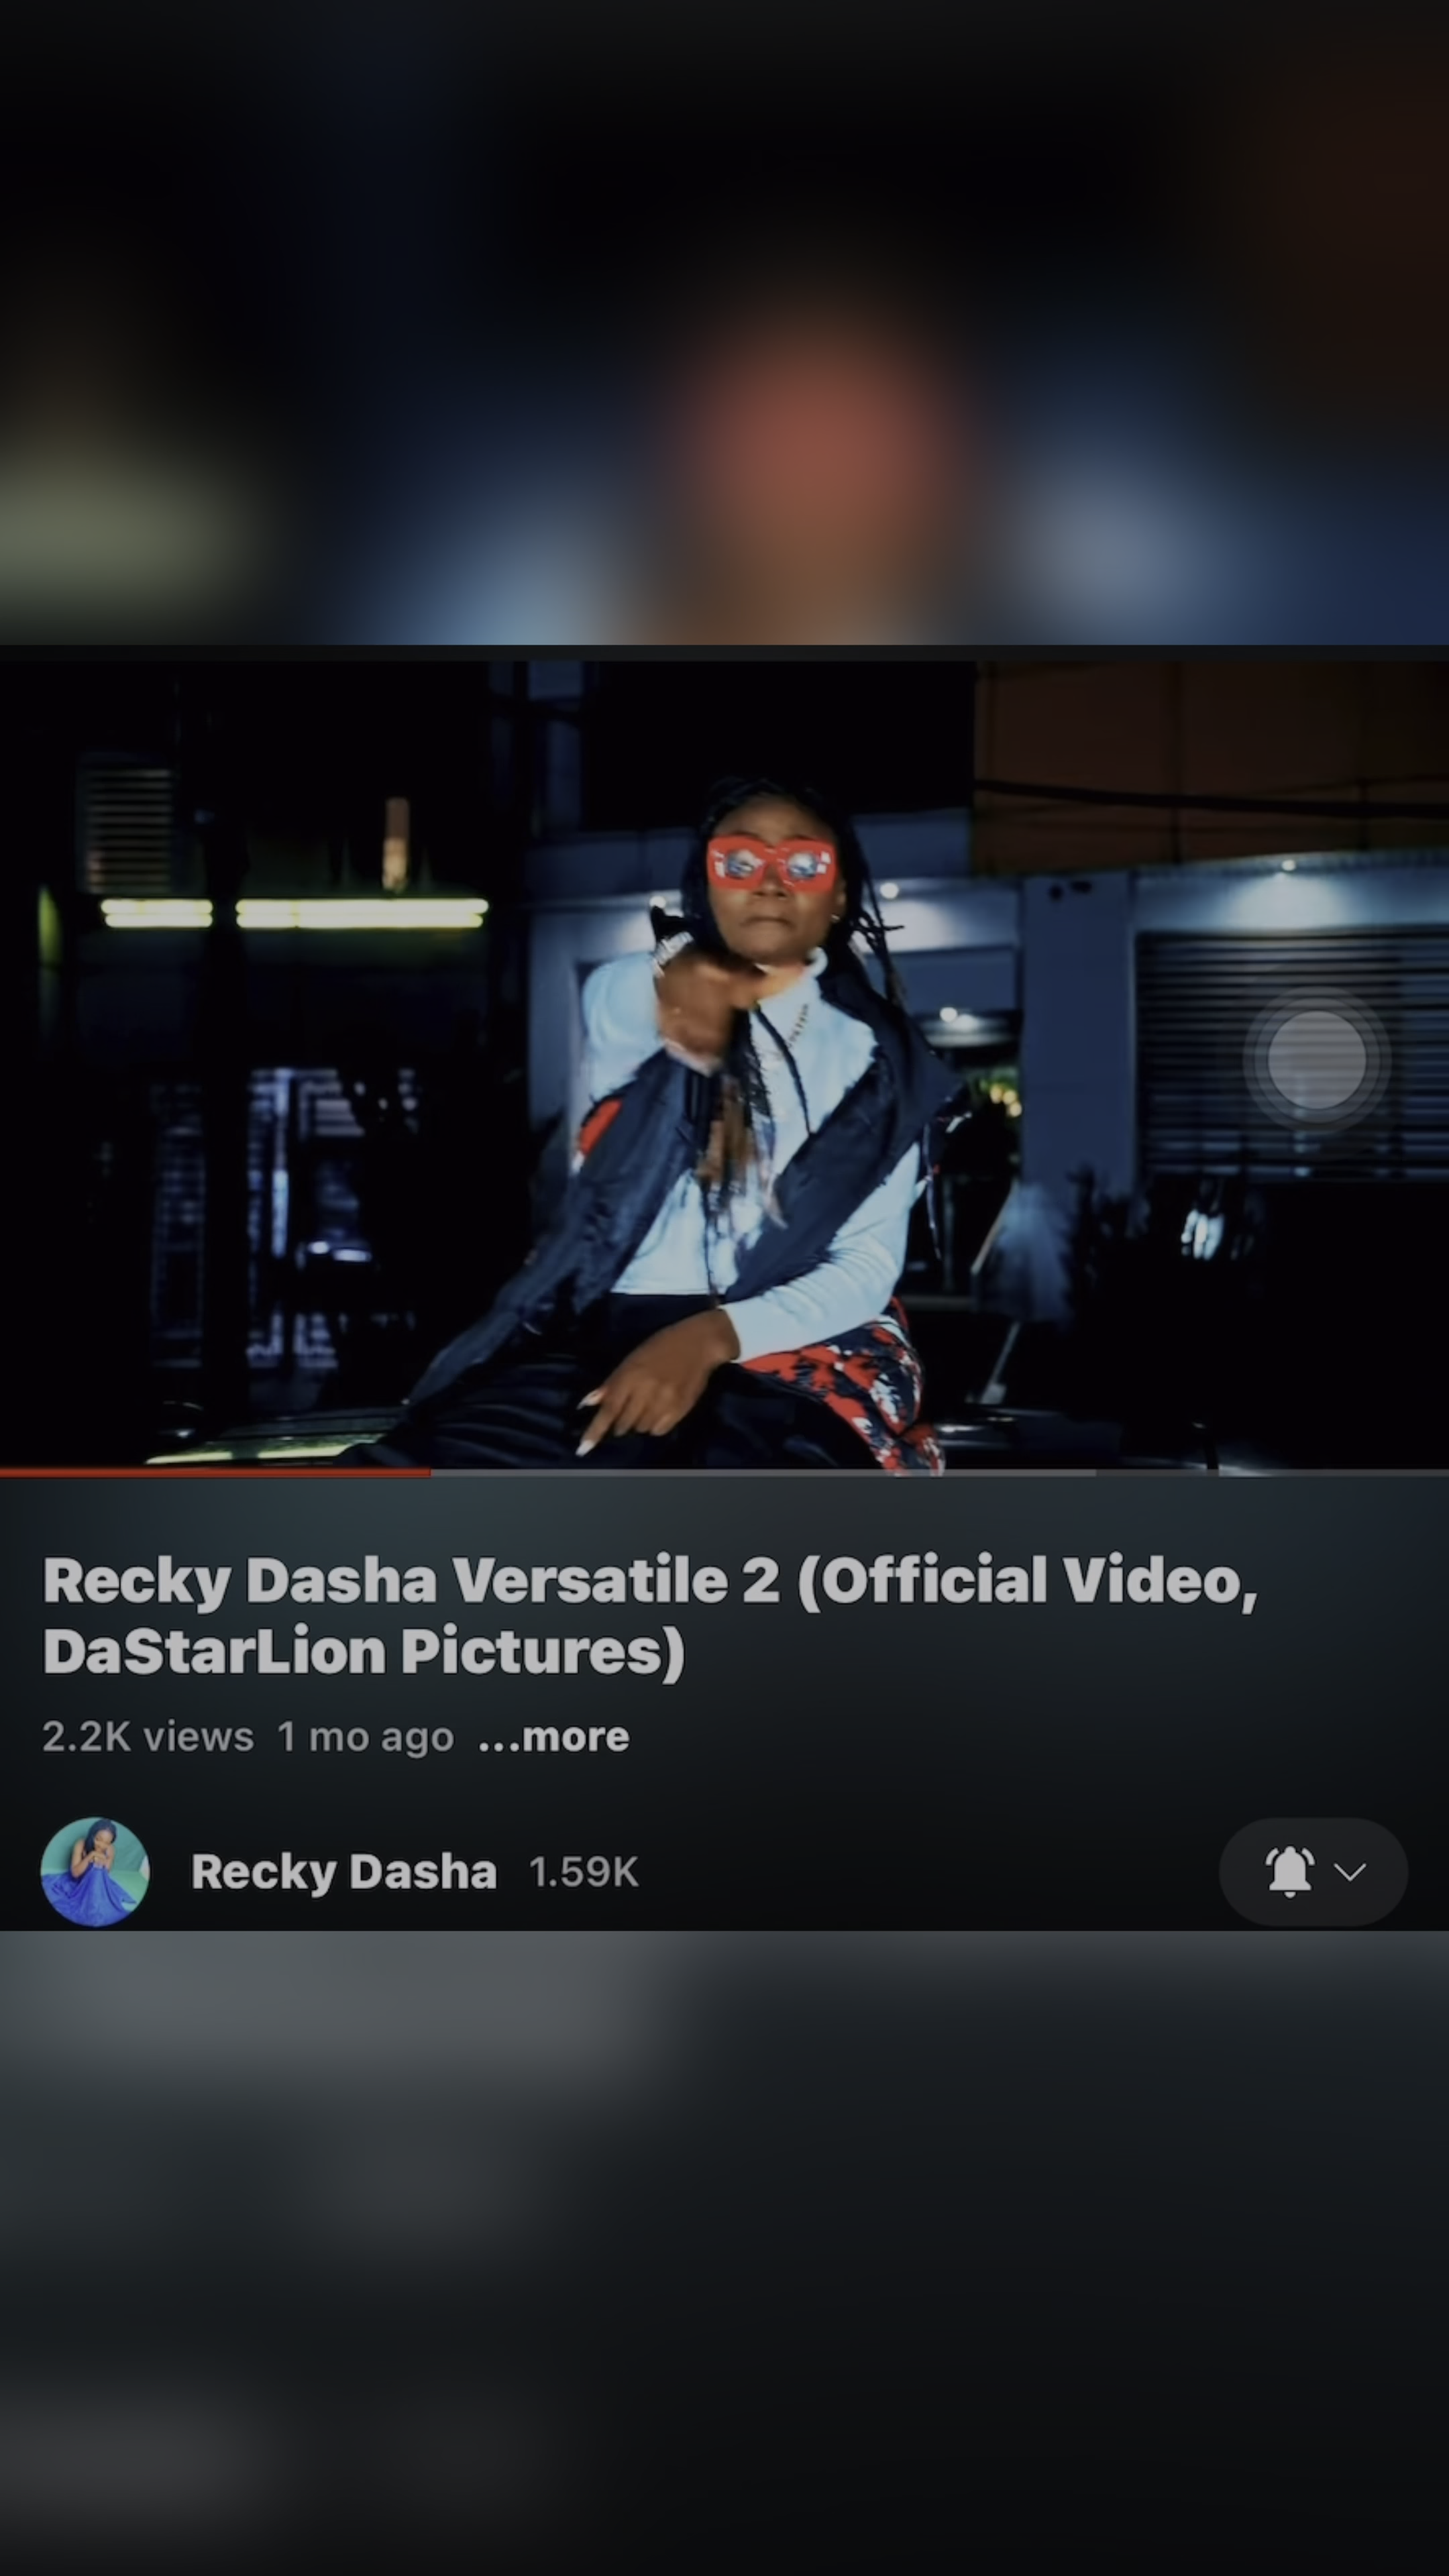 Recky Dasha Versatile 2 (Official Video,
DaStarLion Pictures)
2.2K views 1 mo ago ...more
Recky Dasha 1.59K